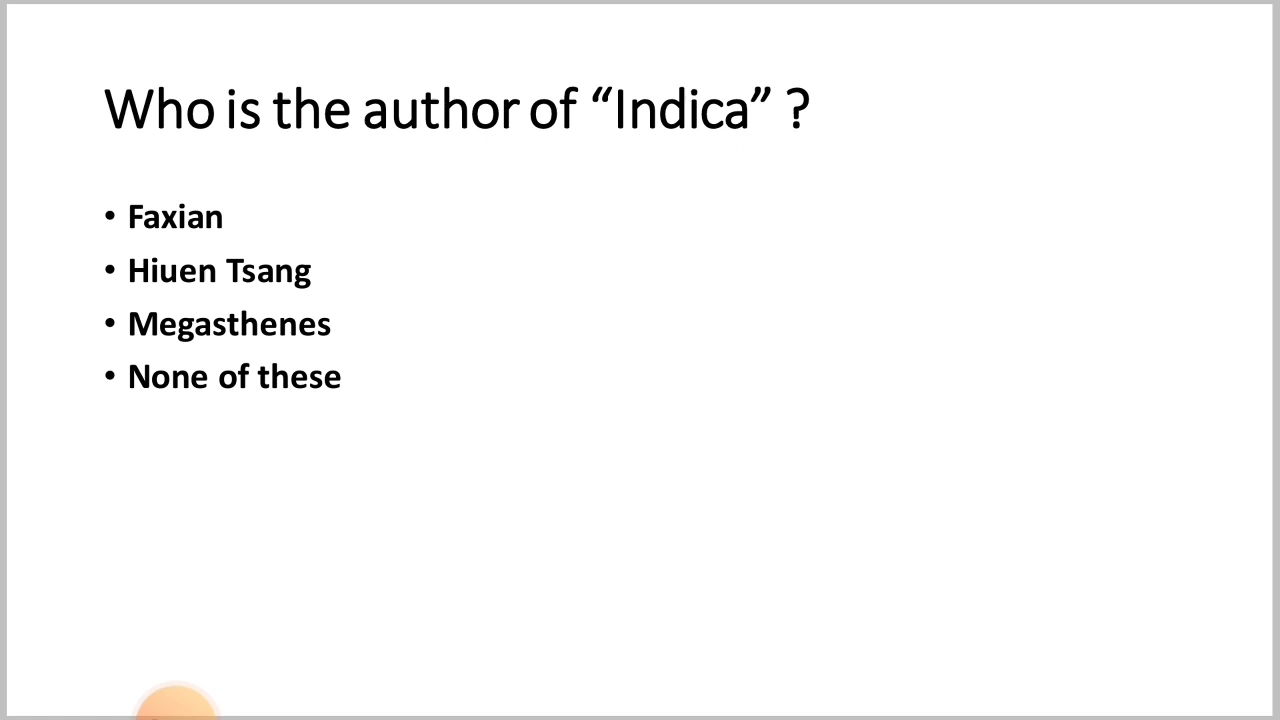 Who is the author of “Indica” ?
• Faxian
• Hiuen Tsang
• Megasthenes
• None of these